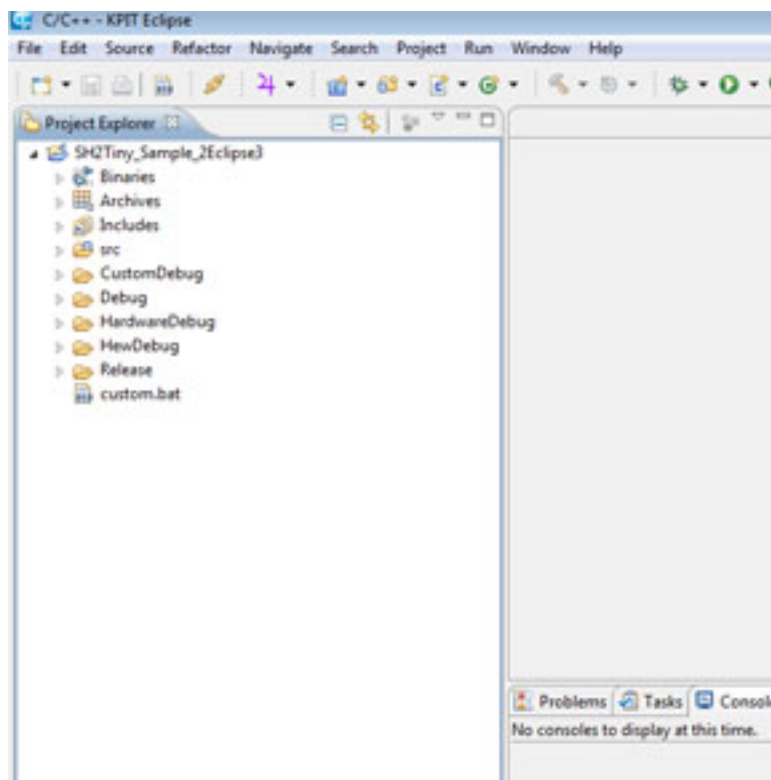 C/C++ - KPIT Eclipse
File Edit Source Refactor Navigate Search Project Run Window Help
Project Explorer
SH2Tiny_Sample_2Eclipse3
Binaries
Archives
Includes
src
CustomDebug
Debug
HardwareDebug
HewDebug
Release
custom.bat
Problems Tasks Console
No consoles to display at this time.